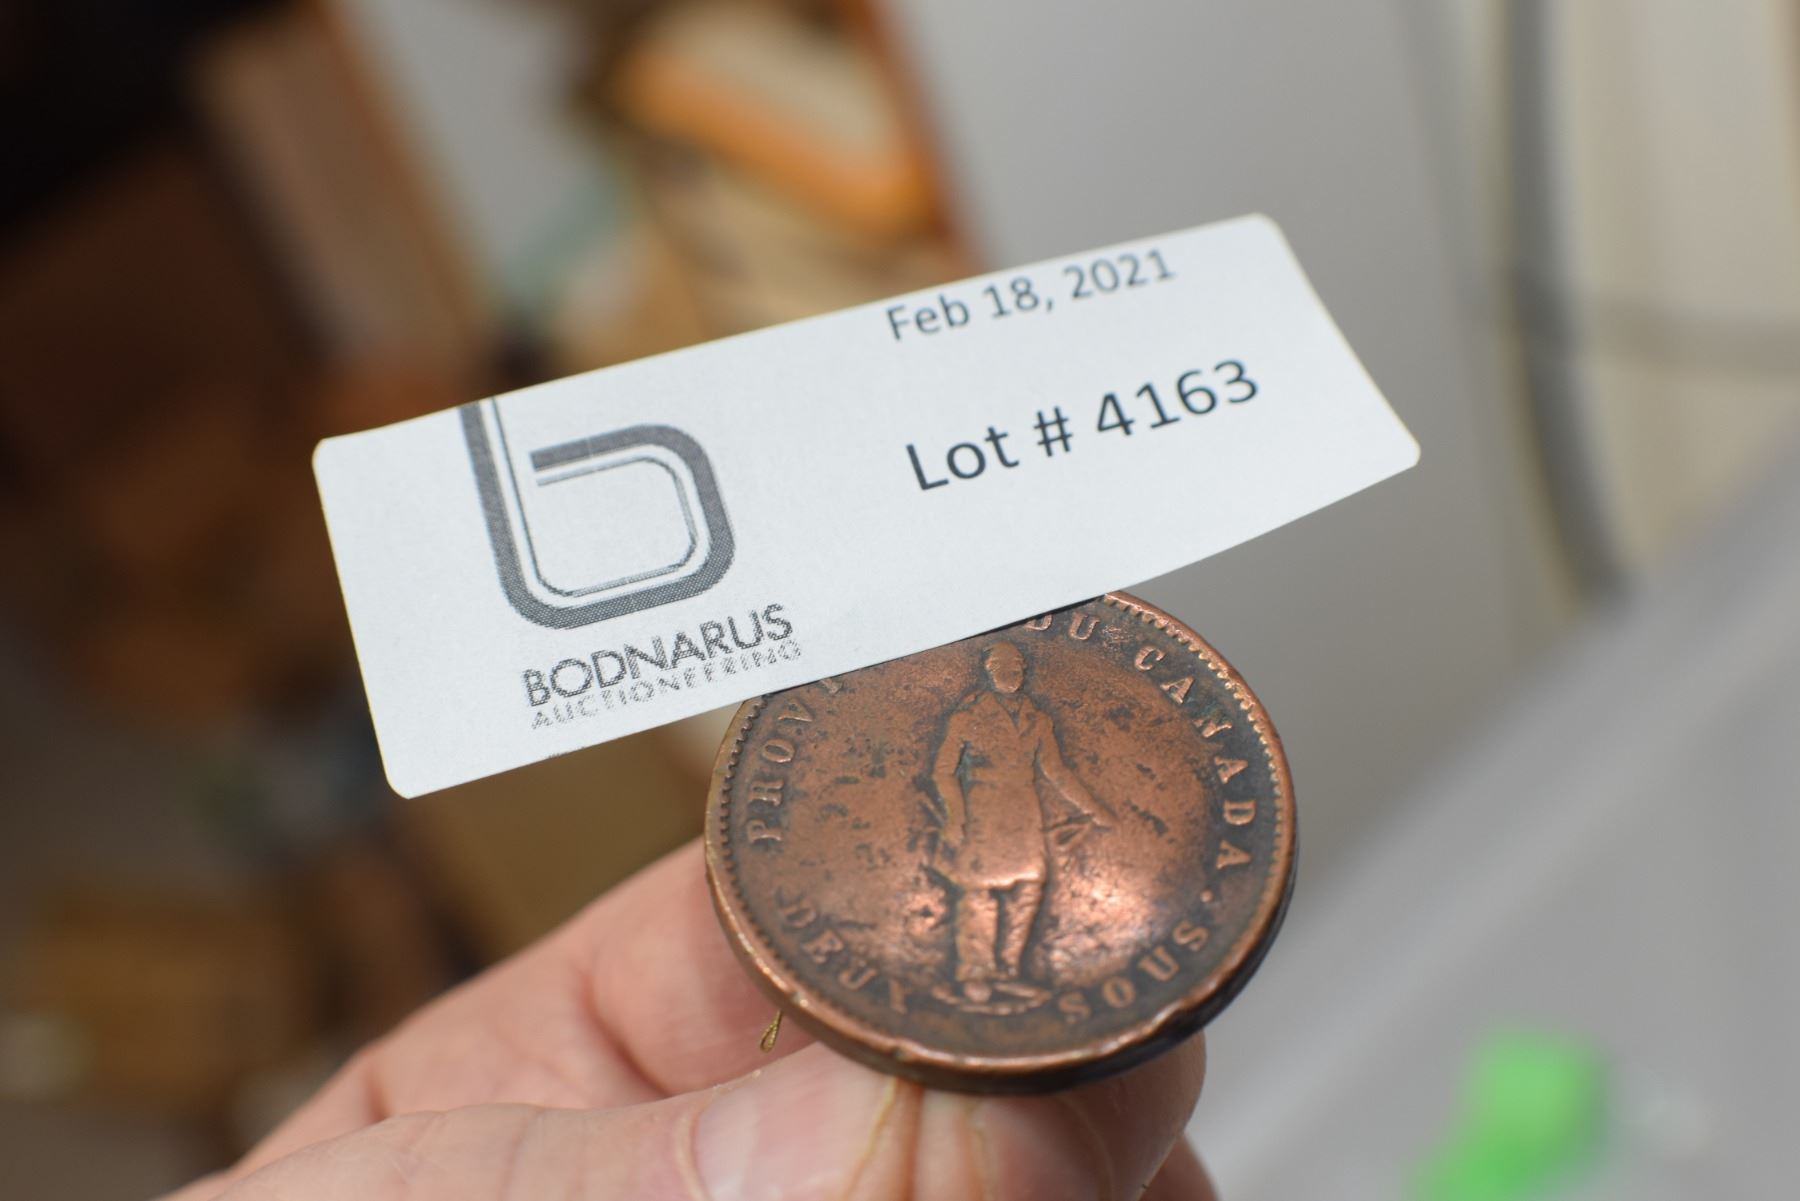 Feb 18, 2021
Lot # 4163
BODNARUS
AUCTIONEERING
PROV DU CANADA.
DEUX SOUS